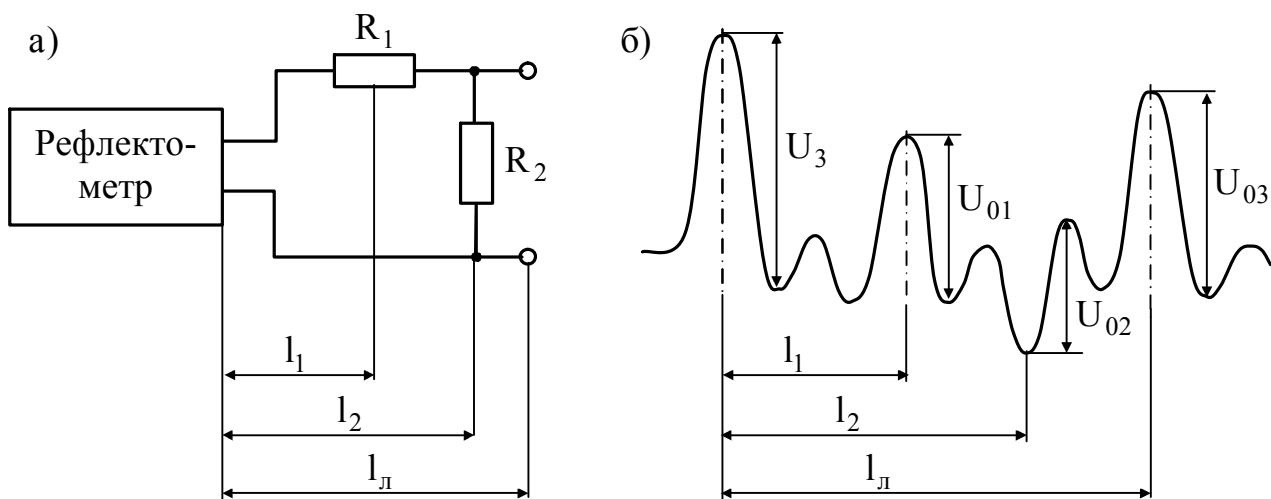 а)
R1
Рефлекто-
метр
R2
l1
l2
lл
б)
U3
U01
U02
U03
l1
l2
lл